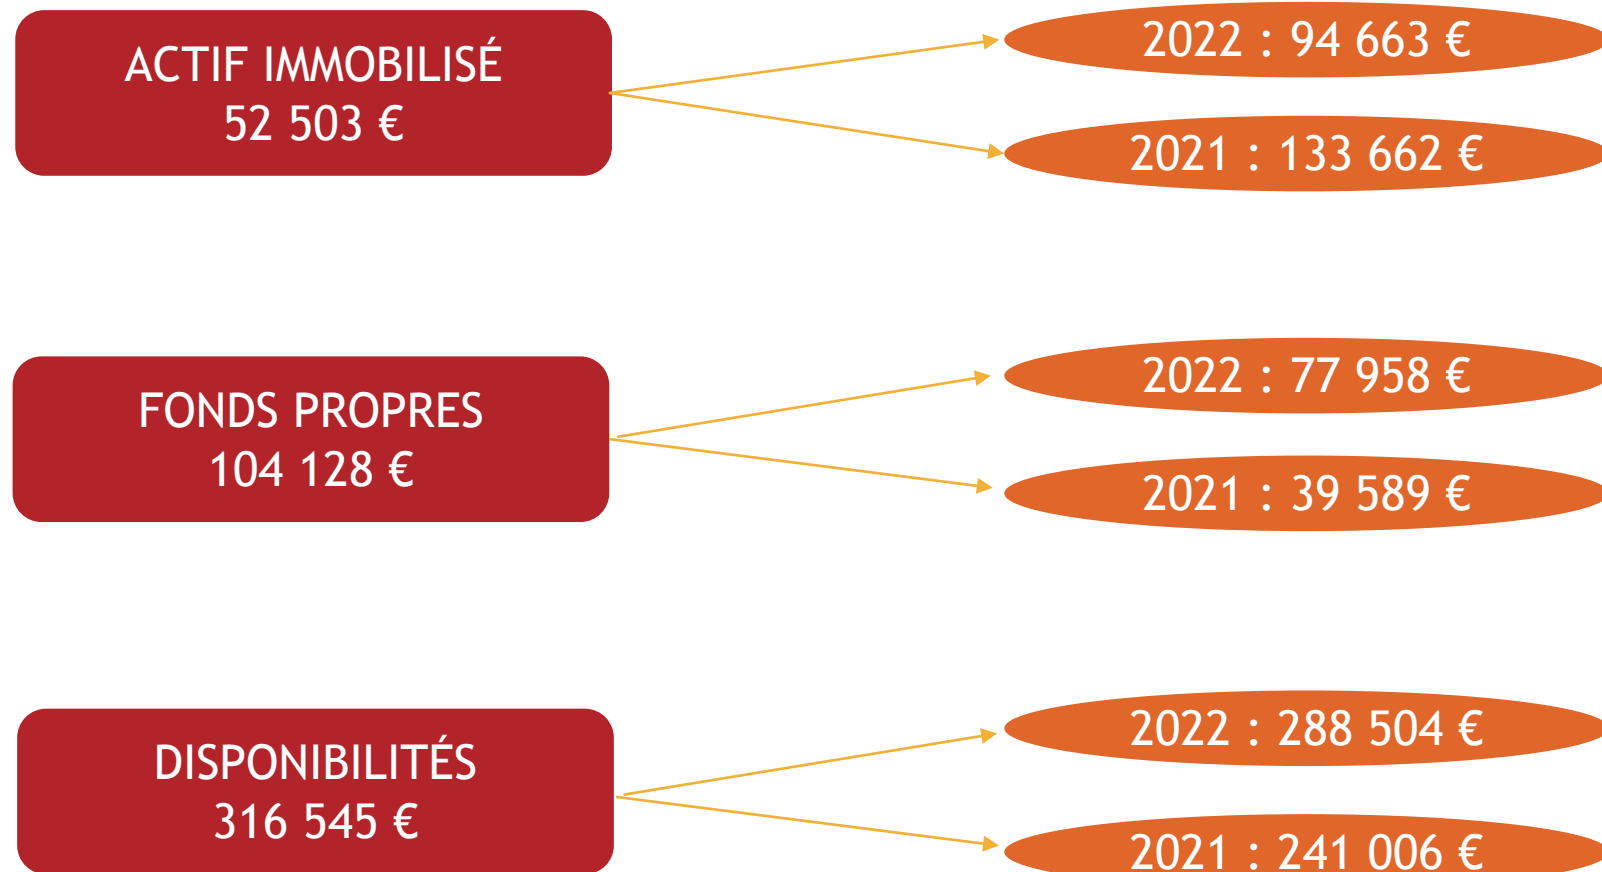 ACTIF IMMOBILISÉ
52 503 €
2022 : 94 663 €
2021 : 133 662 €
FONDS PROPRES
104 128 €
2022 : 77 958 €
2021 : 39 589 €
DISPONIBILITÉS
316 545 €
2022 : 288 504 €
2021 : 241 006 €